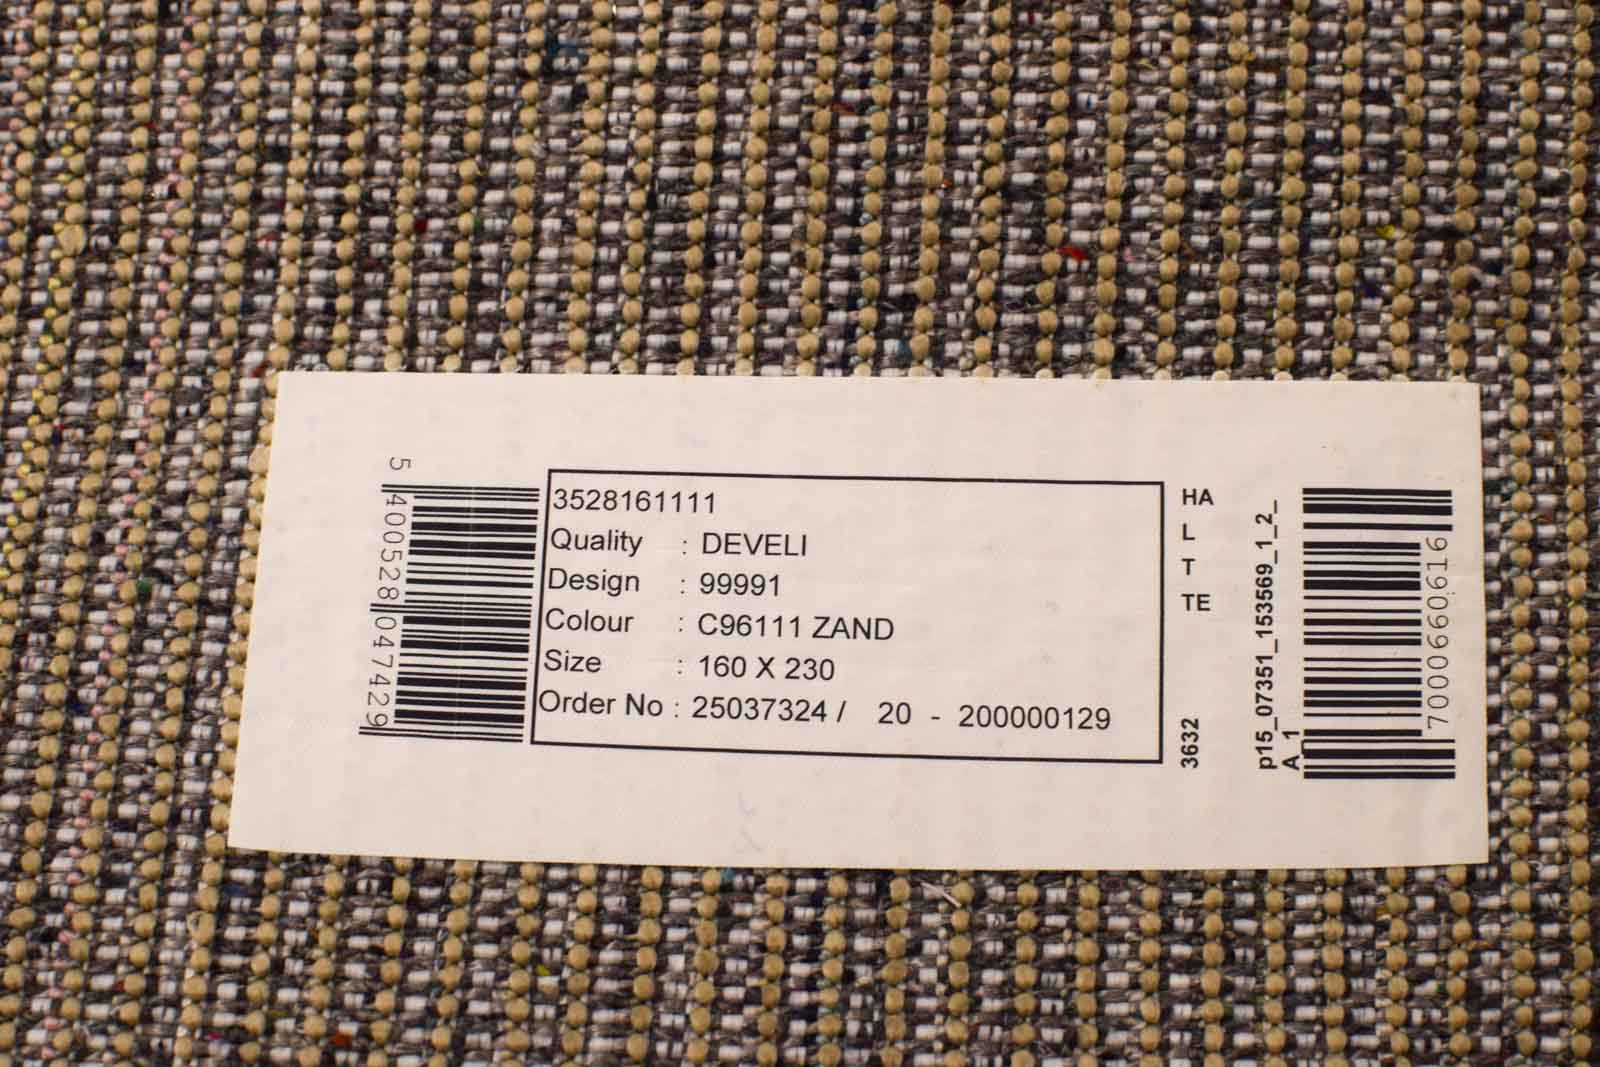 5 400528 047429
3528161111
Quality : DEVELI
Design : 99991
Colour : C96111 ZAND
Size : 160 X 230
Order No : 25037324 / 20 - 200000129
HA
L
T
TE
3632
p15_07351_153569_1_2_
A_1
7000660616